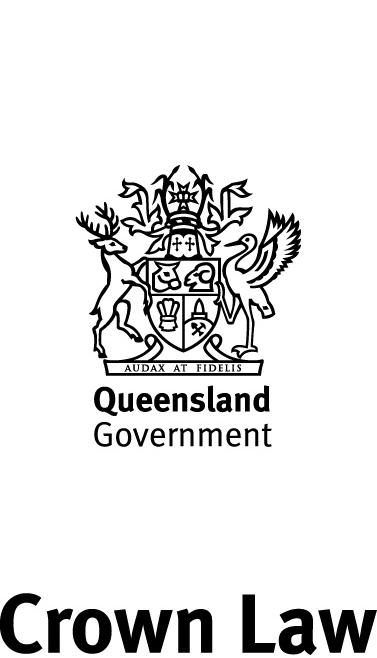 AUDAX AT FIDELIS
Queensland
Government
Crown Law